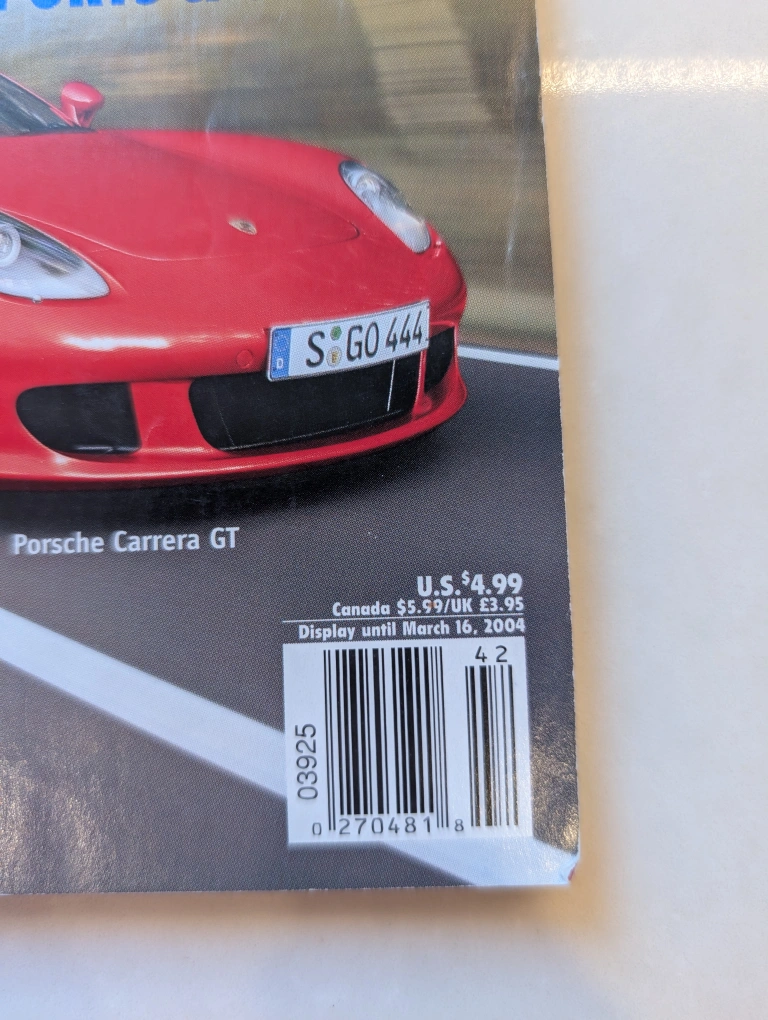 D
S GO 444
Porsche Carrera GT
U.S.$4.99
Canada $5.99/UK £3.95
Display until March 16, 2004
42
03925
0 270481 8